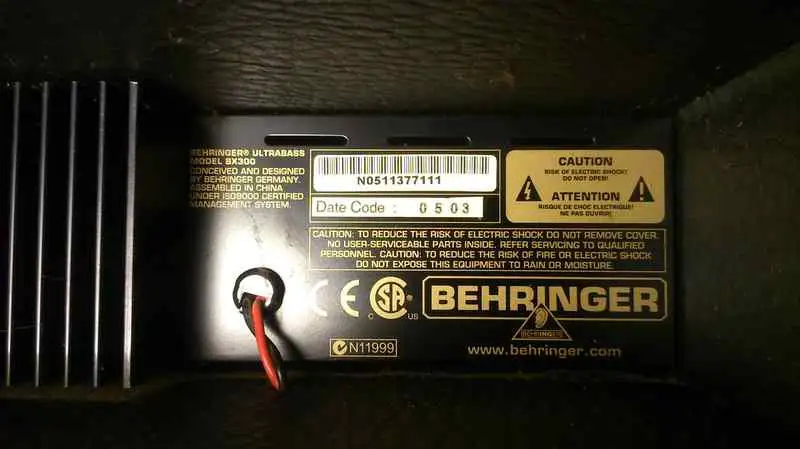 BEHRINGER® ULTRABASS
MODEL BX300
CONCEIVED AND DESIGNED
BY BEHRINGER GERMANY.
ASSEMBLED IN CHINA
UNDER ISO9000 CERTIFIED
MANAGEMENT SYSTEM.
N0511377111
Date Code : 0503
CAUTION
RISK OF ELECTRIC SHOCK!
DO NOT OPEN!
ATTENTION
RISQUE DE CHOC ELECTRIQUE!
NE PAS OUVRIR!
CAUTION: TO REDUCE THE RISK OF ELECTRIC SHOCK DO NOT REMOVE COVER.
NO USER-SERVICEABLE PARTS INSIDE. REFER SERVICING TO QUALIFIED
PERSONNEL. CAUTION: TO REDUCE THE RISK OF FIRE OR ELECTRIC SHOCK
DO NOT EXPOSE THIS EQUIPMENT TO RAIN OR MOISTURE.
CE
C SA US
BEHRINGER
BEHRINGER
N11999
www.behringer.com